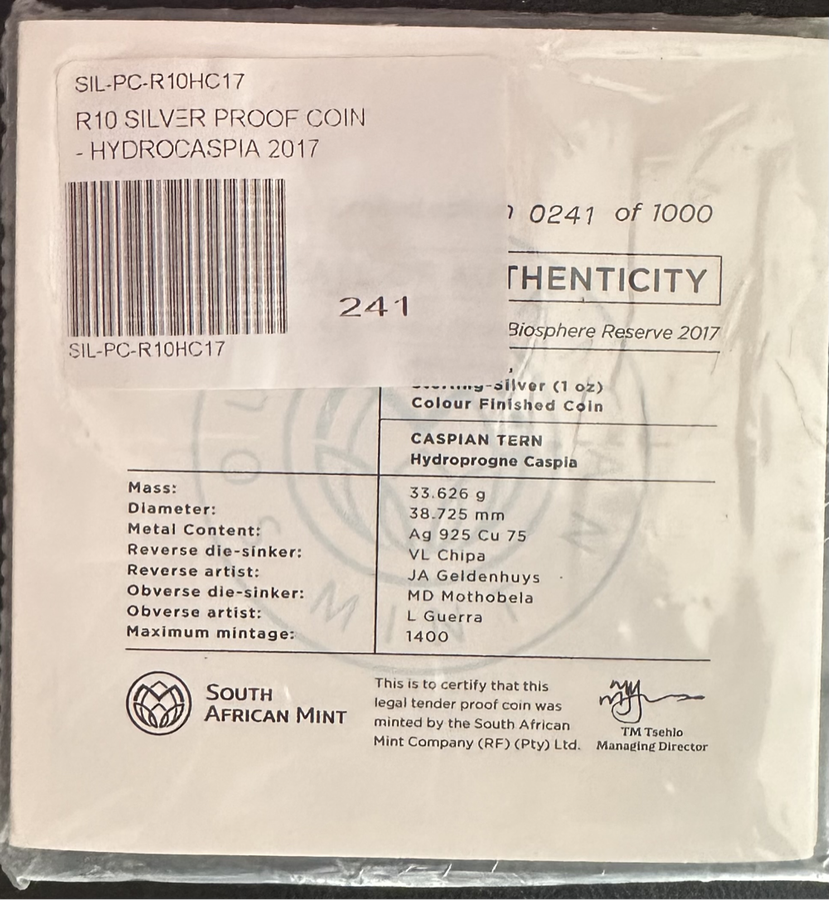 SIL-PC-R10HC17
R10 SILVER PROOF COIN
- HYDROCASPIA 2017
241
SIL-PC-R10HC17
0241 of 1000
THENTICITY
Biosphere Reserve 2017
-silver (1 oz)
Colour Finished Coin
CASPIAN TERN
Hydroprogne Caspia
Mass: 33.626 g
Diameter: 38.725 mm
Metal Content: Ag 925 Cu 75
Reverse die-sinker: VL Chipa
Reverse artist: JA Geldenhuys
Obverse die-sinker: MD Mothobela
Obverse artist: L Guerra
Maximum mintage: 1400
SOUTH
AFRICAN MINT
This is to certify that this
legal tender proof coin was
minted by the South African
Mint Company (RF) (Pty) Ltd.
TM Tsehlo
Managing Director